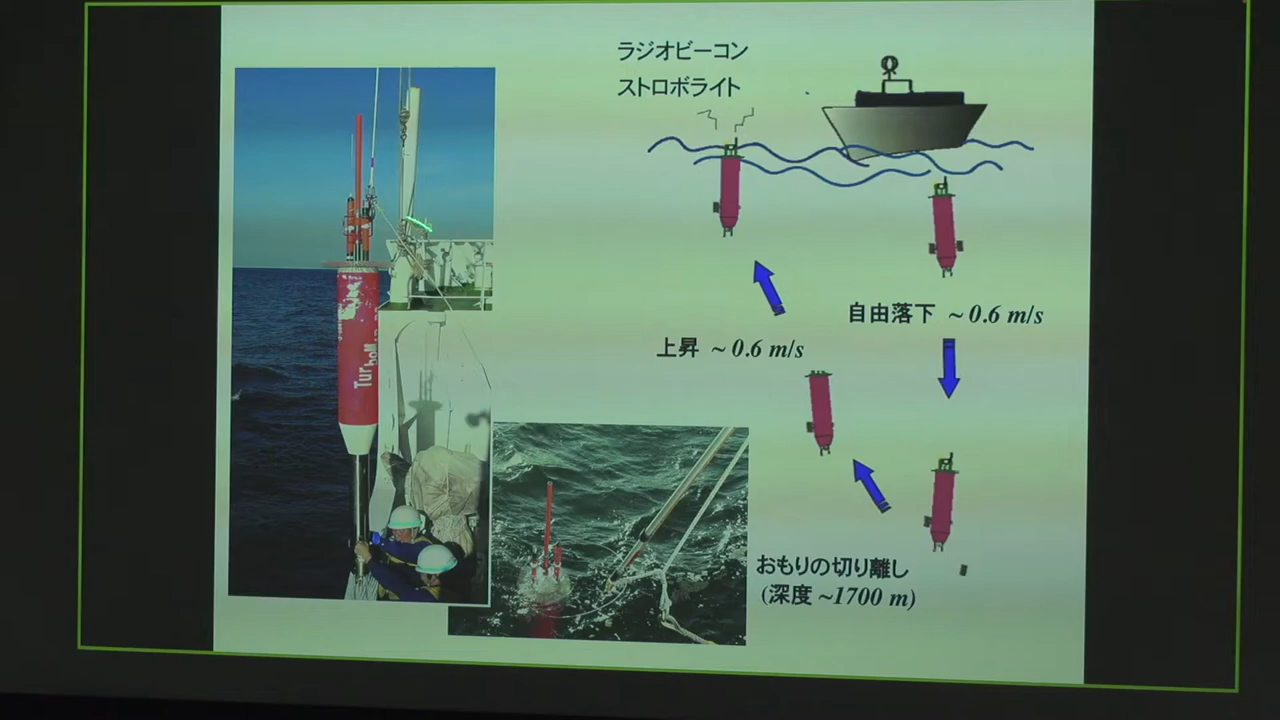 ラジオビーコン
ストロボライト
自由落下 ~ 0.6 m/s
上昇 ~ 0.6 m/s
おもりの切り離し
(深度 ~1700 m)